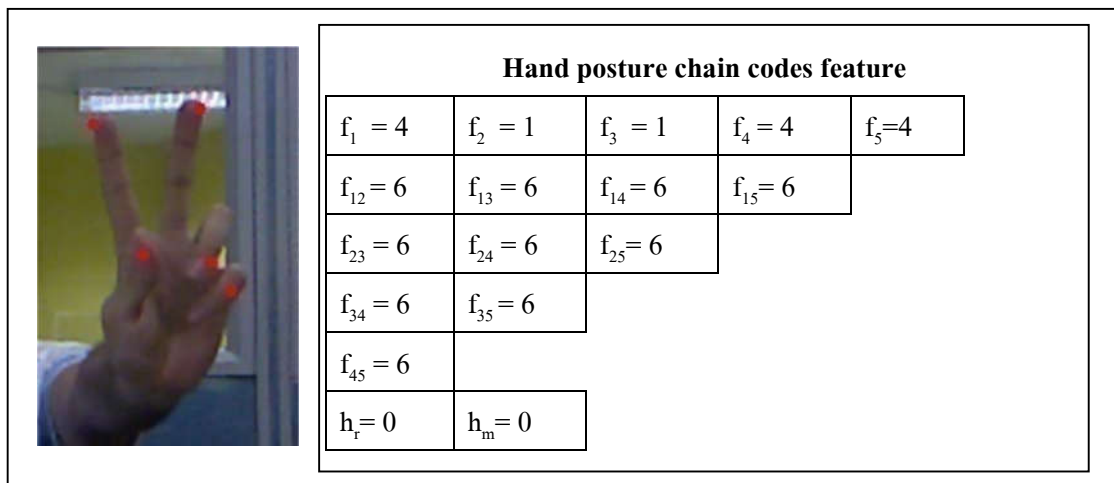 Hand posture chain codes feature
f₁ = 4 f₂ = 1 f₃ = 1 f₄ = 4 f₅=4
f₁₂ = 6 f₁₃ = 6 f₁₄ = 6 f₁₅= 6
f₂₃ = 6 f₂₄ = 6 f₂₅= 6
f₃₄ = 6 f₃₅ = 6
f₄₅ = 6
hᵣ= 0 hₘ= 0